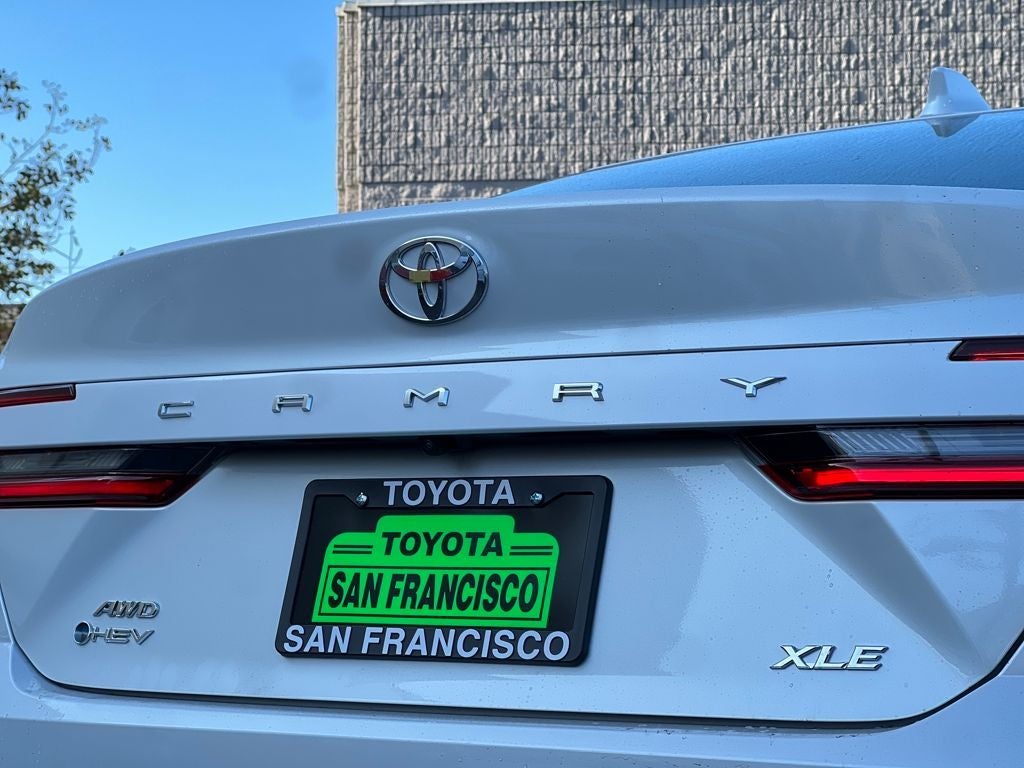 CAMRY
TOYOTA
TOYOTA
SAN FRANCISCO
SAN FRANCISCO
AWD
HEV
XLE